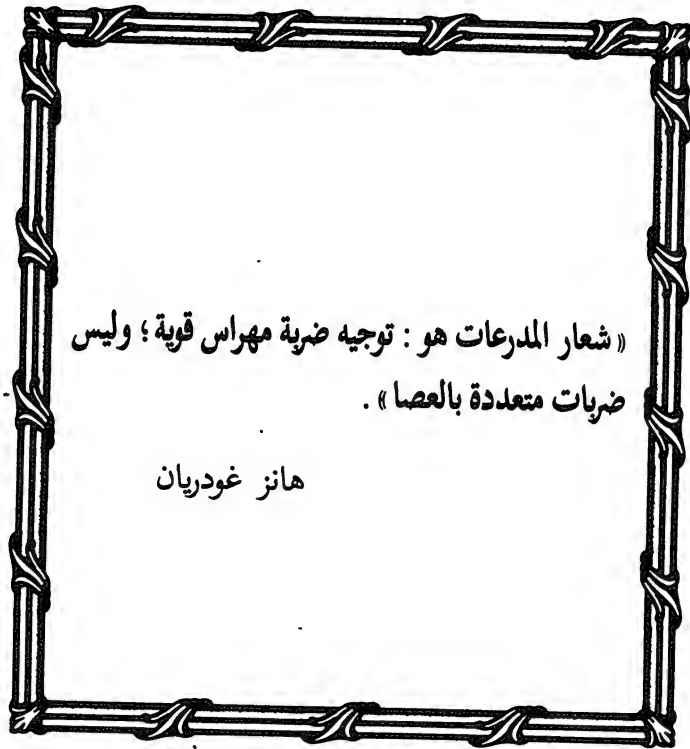 « شعار المدرعات هو : توجيه ضربة مهراس قوية ؛ وليس
ضربات متعددة بالعصا » .
هانز غودريان